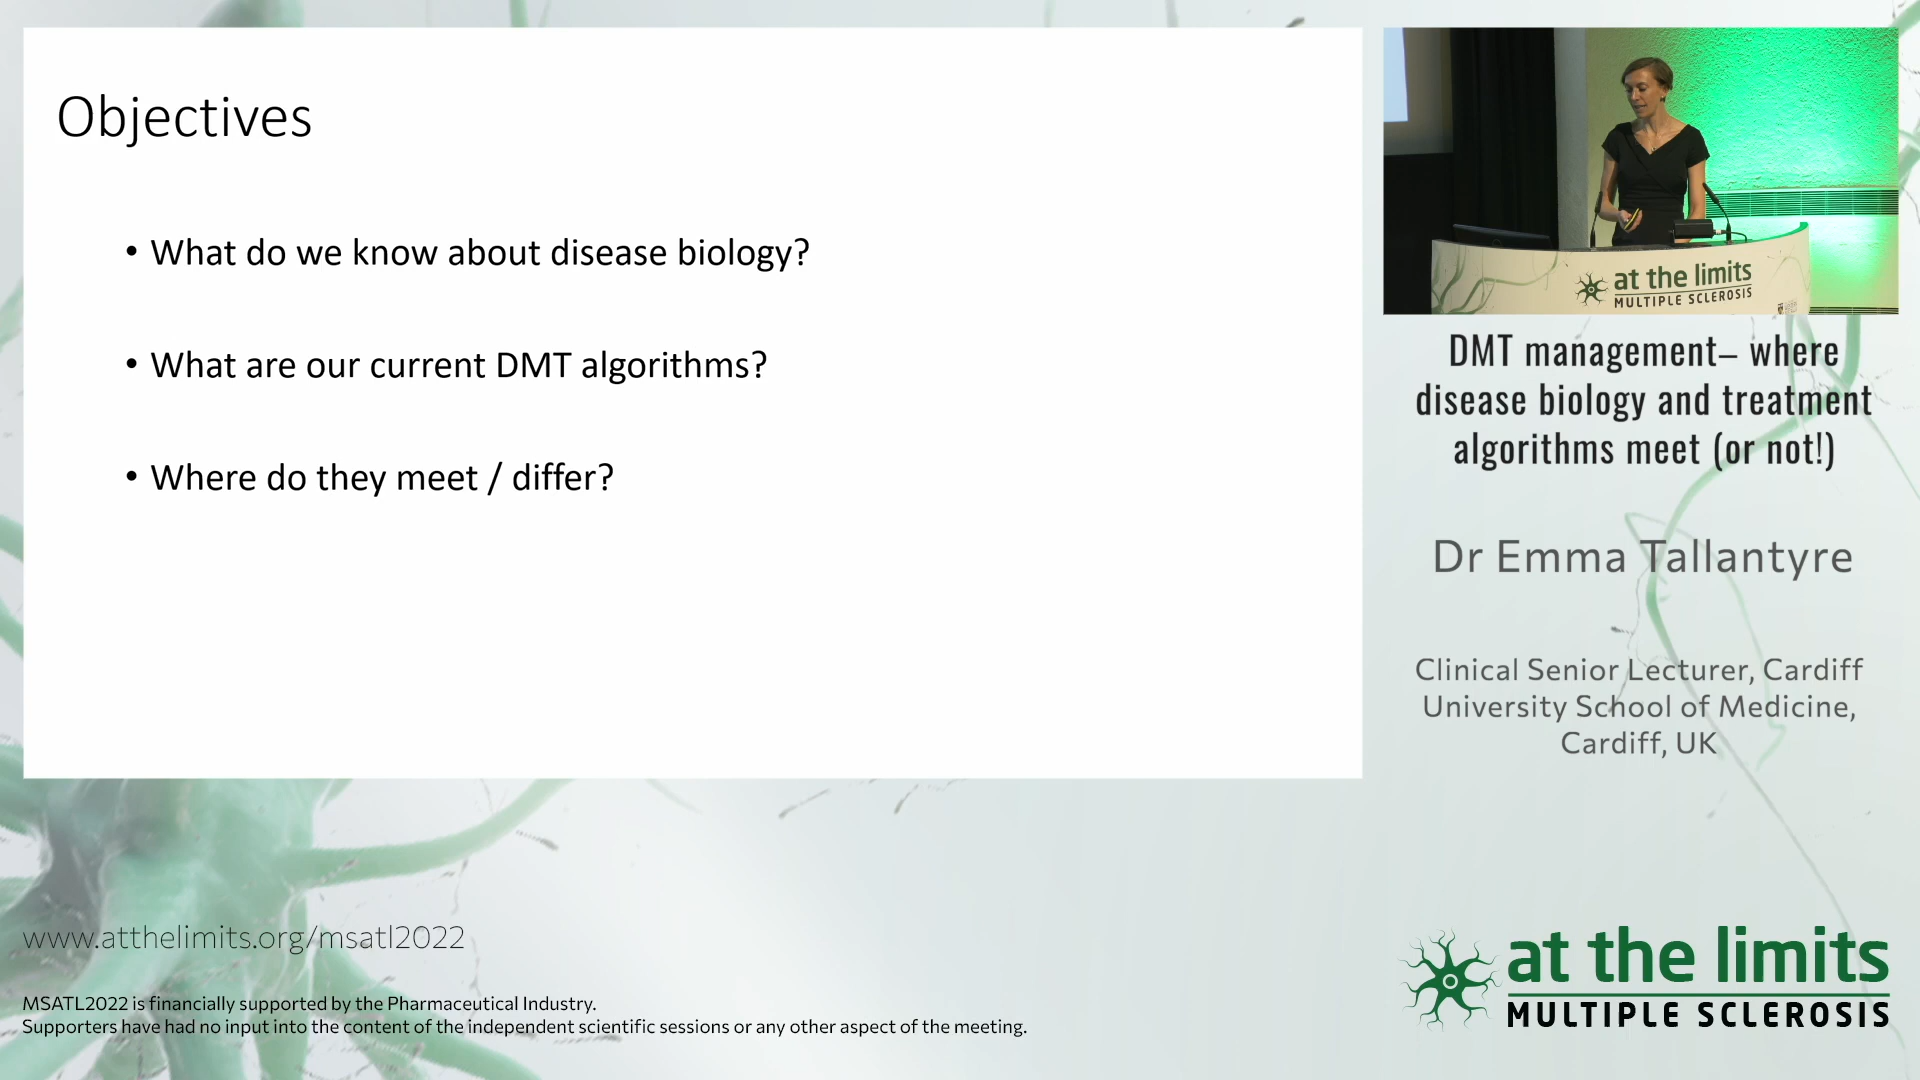 Objectives
• What do we know about disease biology?
• What are our current DMT algorithms?
• Where do they meet / differ?
at the limits
MULTIPLE SCLEROSIS
DMT management– where
disease biology and treatment
algorithms meet (or not!)
Dr Emma Tallantyre
Clinical Senior Lecturer, Cardiff
University School of Medicine,
Cardiff, UK
www.atthelimits.org/msatl2022
MSATL2022 is financially supported by the Pharmaceutical Industry.
Supporters have had no input into the content of the independent scientific sessions or any other aspect of the meeting.
at the limits
MULTIPLE SCLEROSIS